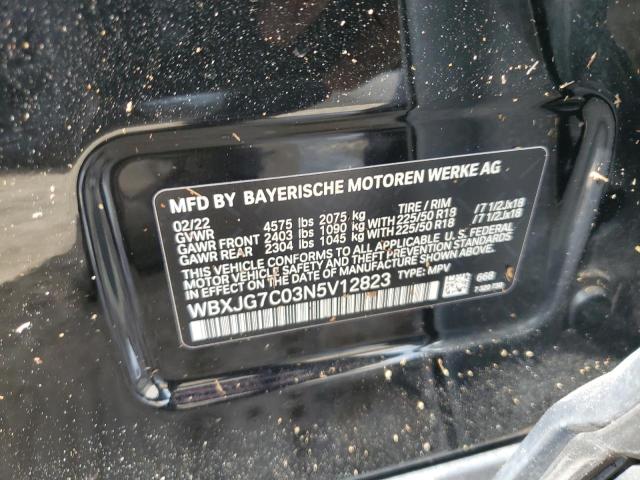 MFD BY BAYERISCHE MOTOREN WERKE AG
02/22 TIRE / RIM
GVWR 4575 lbs 2075 kg
GAWR FRONT 2403 lbs 1090 kg WITH 225/50 R18 /7 1/2Jx18
GAWR REAR 2304 lbs 1045 kg WITH 225/50 R18 /7 1/2Jx18
THIS VEHICLE CONFORMS TO ALL APPLICABLE U.S. FEDERAL
SAFETY, BUMPER, AND THEFT PREVENTION
STANDARDS IN EFFECT ON THE DATE OF MANUFACTURE SHOWN ABOVE.
WBXJG7C03N5V12823 TYPE: MPV
668